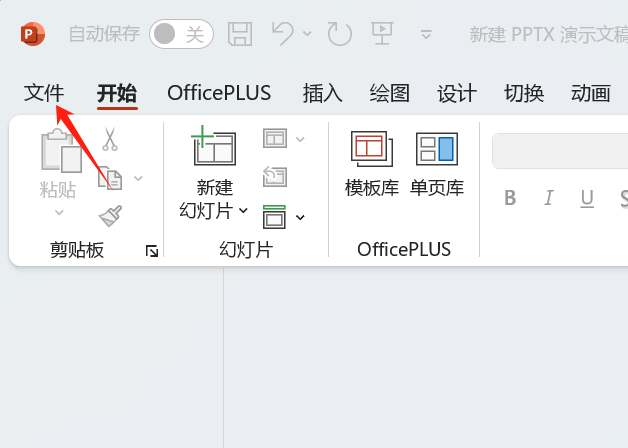 自动保存 关 新建 PPTX 演示文稿
文件 开始 OfficePLUS 插入 绘图 设计 切换 动画
粘贴
新建
幻灯片
模板库 单页库
B I U S
剪贴板 幻灯片 OfficePLUS